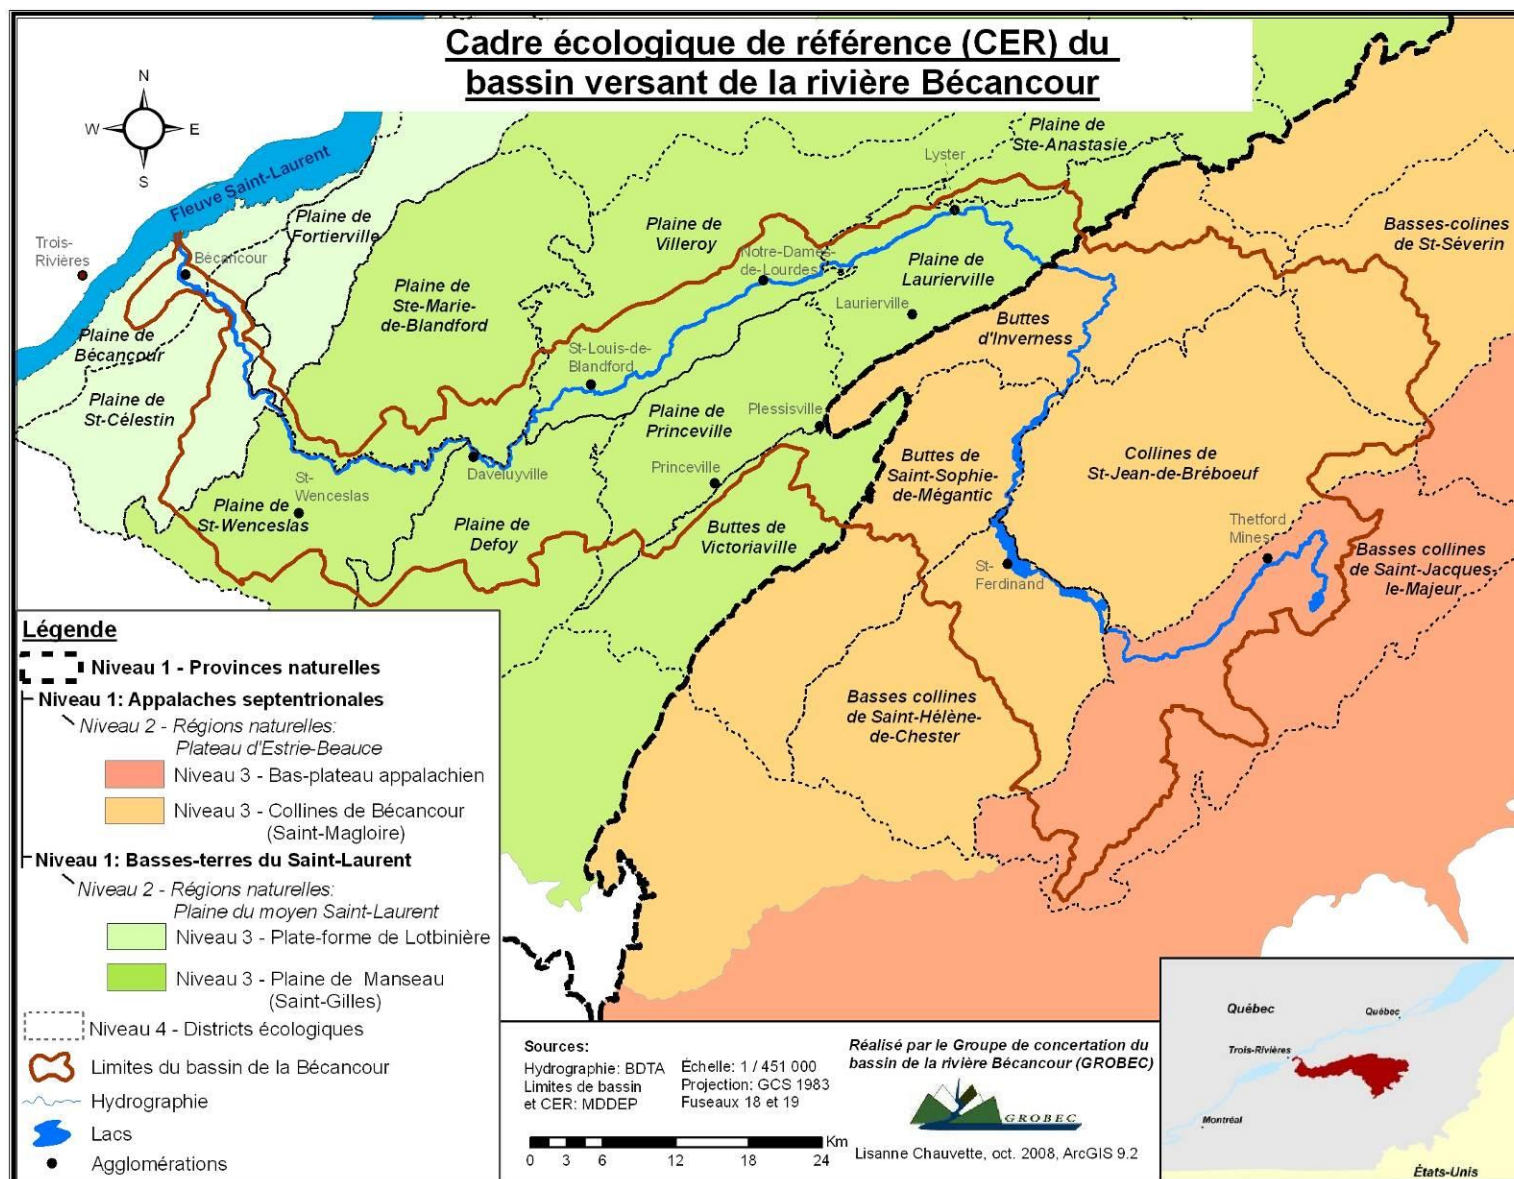 Cadre écologique de référence (CER) du
bassin versant de la rivière Bécancour
N
W
E
S
Fleuve Saint-Laurent
Trois-
Rivières
Bécancour
Plaine de
Fortierville
Plaine de
Ste-Marie-
de-Blandford
Plaine de
Villeroy
Lyster
Plaine de
Ste-Anastasie
Basses-colines
de St-Séverin
Notre-Dames-
de-Lourdes
Plaine de
Laurierville
Laurierville
Buttes
d'Inverness
Plaine de
Bécançour
Plaine de
St-Célestin
St-Louis-de-
Blandford
Plessisville
Plaine de
Princeville
Princeville
Buttes de
Saint-Sophie-
de-Mégantic
Collines de
St-Jean-de-Bréboeuf
St-
Wenceslas
Plaine de
St-Wenceslas
Daveluyville
Plaine de
Defoy
Buttes de
Victoriaville
Thetford
Mines
Basses collines
de Saint-Jacques-
le-Majeur
St-
Ferdinand
Basses collines
de Saint-Hélène-
de-Chester
Légende
Niveau 1 - Provinces naturelles
Niveau 1: Appalaches septentrionales
Niveau 2 - Régions naturelles:
Plateau d'Estrie-Beauce
Niveau 3 - Bas-plateau appalachien
Niveau 3 - Collines de Bécancour
(Saint-Magloire)
Niveau 1: Basses-terres du Saint-Laurent
Niveau 2 - Régions naturelles:
Plaine du moyen Saint-Laurent
Niveau 3 - Plate-forme de Lotbinière
Niveau 3 - Plaine de Manseau
(Saint-Gilles)
Niveau 4 - Districts écologiques
Limites du bassin de la Bécancour
Hydrographie
Lacs
Agglomérations
Sources:
Hydrographie: BDTA
Limites de bassin
et CER: MDDEP
Échelle: 1 / 451 000
Projection: GCS 1983
Fuseaux 18 et 19
0 3 6 12 18 24
Km
Réalisé par le Groupe de concertation du
bassin de la rivière Bécancour (GROBEC)
GROBEC
Lisanne Chauvette, oct. 2008, ArcGIS 9.2
Québec
Québec
Trois-Rivières
Montréal
États-Unis